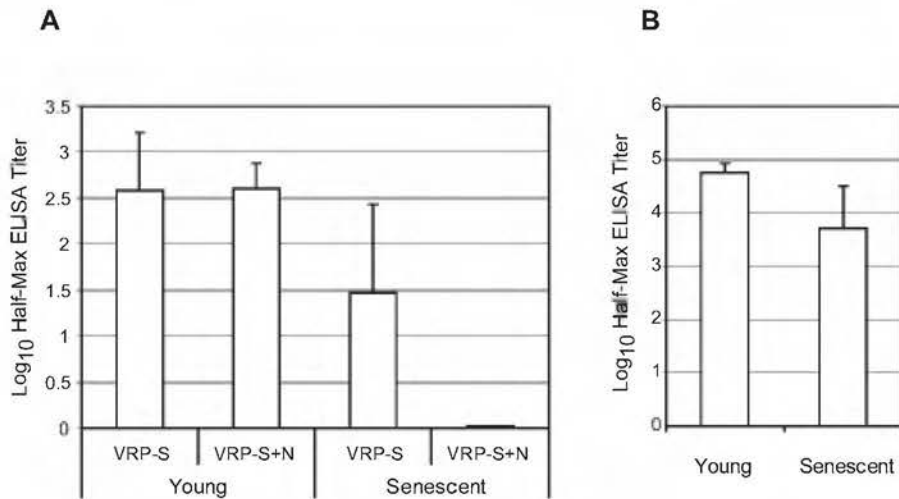 A
Log10 Half-Max ELISA Titer
3.5
3
2.5
2
1.5
1
0.5
0
VRP-S
VRP-S+N
VRP-S
VRP-S+N
Young
Senescent
B
Log10 Half-Max ELISA Titer
6
5
4
3
2
1
0
Young
Senescent